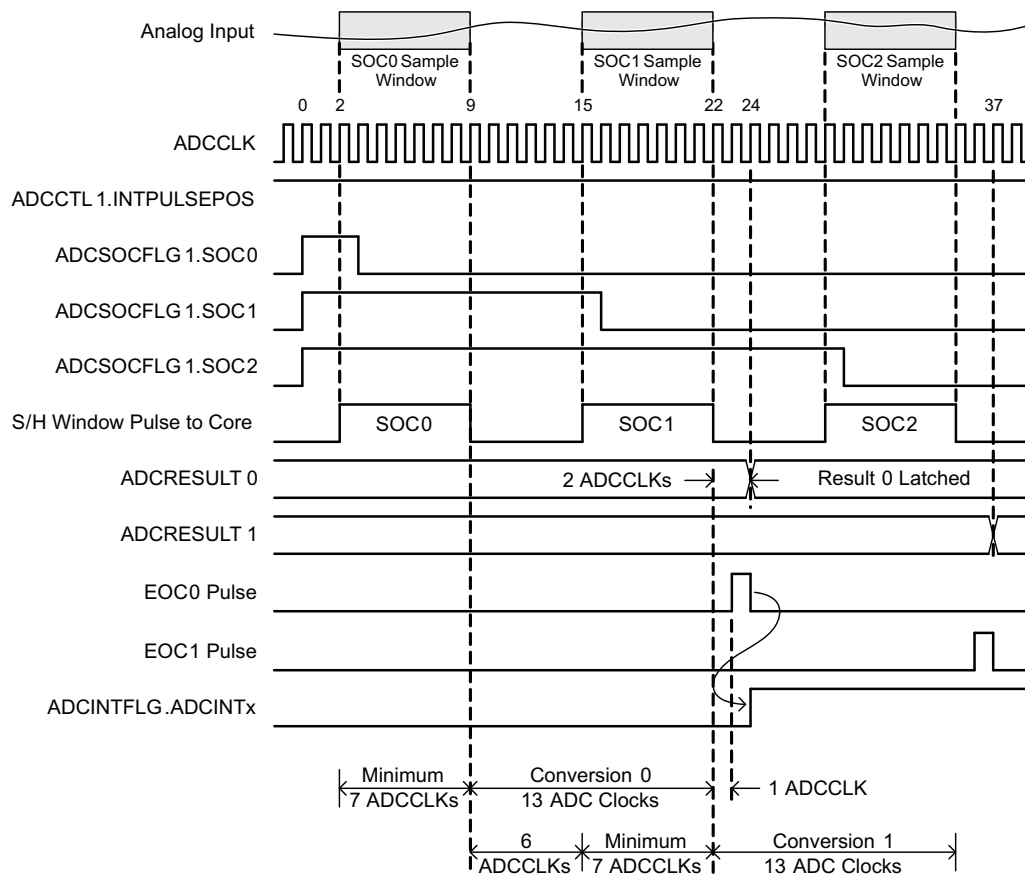 Analog Input
SOC0 Sample
Window
SOC1 Sample
Window
SOC2 Sample
Window
0 2 9 15 22 24 37
ADCCLK
ADCCTL 1.INTPULSEPOS
ADCSOCFLG 1.SOC0
ADCSOCFLG 1.SOC1
ADCSOCFLG 1.SOC2
S/H Window Pulse to Core SOC0 SOC1 SOC2
ADCRESULT 0 2 ADCCLKs Result 0 Latched
ADCRESULT 1
EOC0 Pulse
EOC1 Pulse
ADCINTFLG .ADCINTx
Minimum
7 ADCCLKs
Conversion 0
13 ADC Clocks
1 ADCCLK
6
ADCCLKs
Minimum
7 ADCCLKs
Conversion 1
13 ADC Clocks